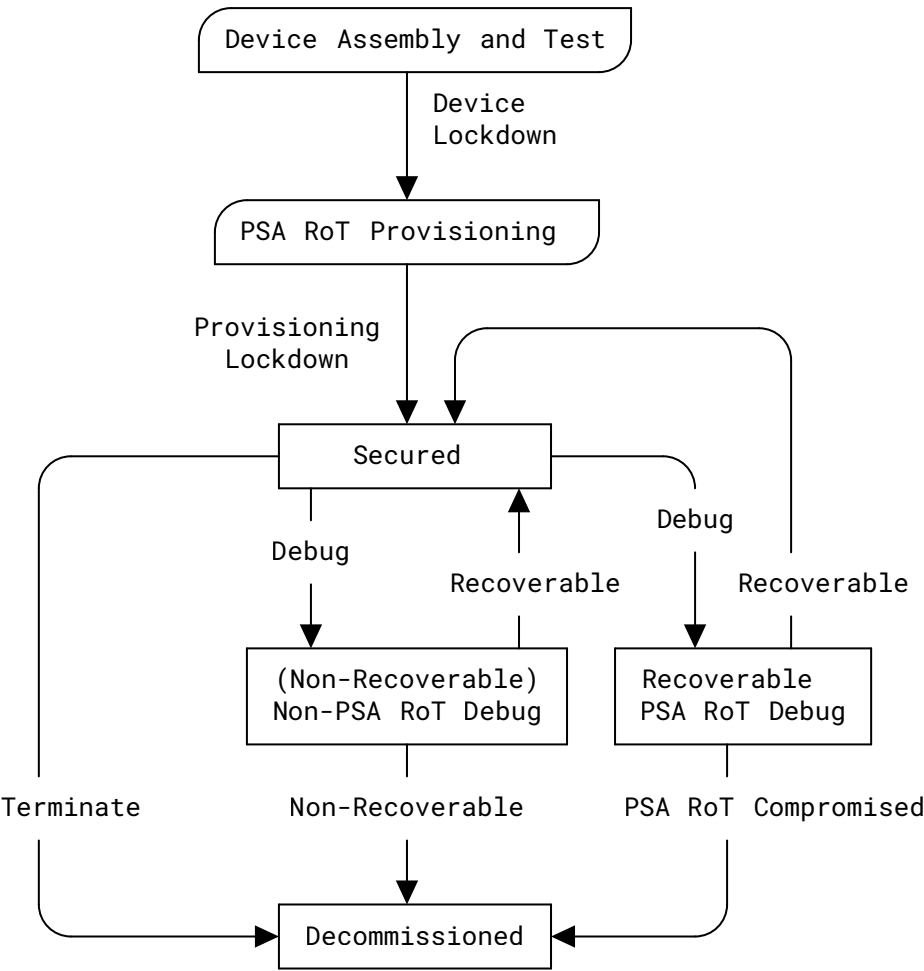 Device Assembly and Test
Device
Lockdown
PSA RoT Provisioning
Provisioning
Lockdown
Secured
Debug
Debug
Recoverable
Recoverable
(Non-Recoverable)
Non-PSA RoT Debug
Recoverable
PSA RoT Debug
Terminate
Non-Recoverable
PSA RoT Compromised
Decommissioned